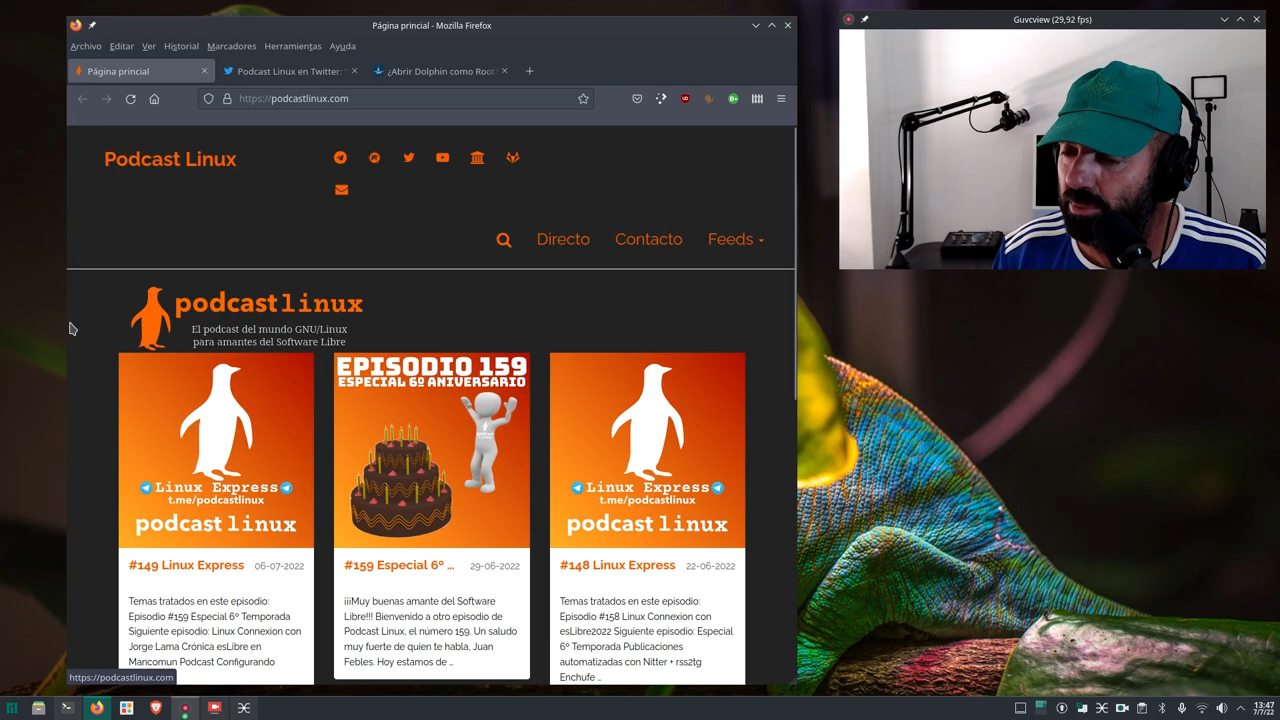 Página princial - Mozilla Firefox
Guvcview (29,92 fps)
Archivo Editar Ver Historial Marcadores Herramientas Ayuda
Página princial
Podcast Linux en Twitter: "
¿Abrir Dolphin como Root?
https://podcastlinux.com
Podcast Linux
Directo Contacto Feeds
podcast linux
El podcast del mundo GNU/Linux
para amantes del Software Libre
Linux Express
t.me/podcastlinux
podcast linux
EPISODIO 159
ESPECIAL 6º ANIVERSARIO
Linux Express
t.me/podcastlinux
podcast linux
#149 Linux Express 06-07-2022
Temas tratados en este episodio:
Episodio #159 Especial 6º Temporada
Siguiente episodio: Linux Connexion con
Jorge Lama Crónica esLibre en
Mancomun Podcast Configurando
#159 Especial 6º ... 29-06-2022
¡¡¡Muy buenas amante del Software
Libre!!! Bienvenido a otro episodio de
Podcast Linux, el número 159. Un saludo
muy fuerte de quien te habla, Juan
Febles. Hoy estamos de ...
#148 Linux Express 22-06-2022
Temas tratados en este episodio:
Episodio #158 Linux Connexion con
esLibre2022 Siguiente episodio: Especial
6º Temporada Publicaciones
automatizadas con Nitter + rss2tg
Enchufe ...
https://podcastlinux.com
13:47
7/7/22